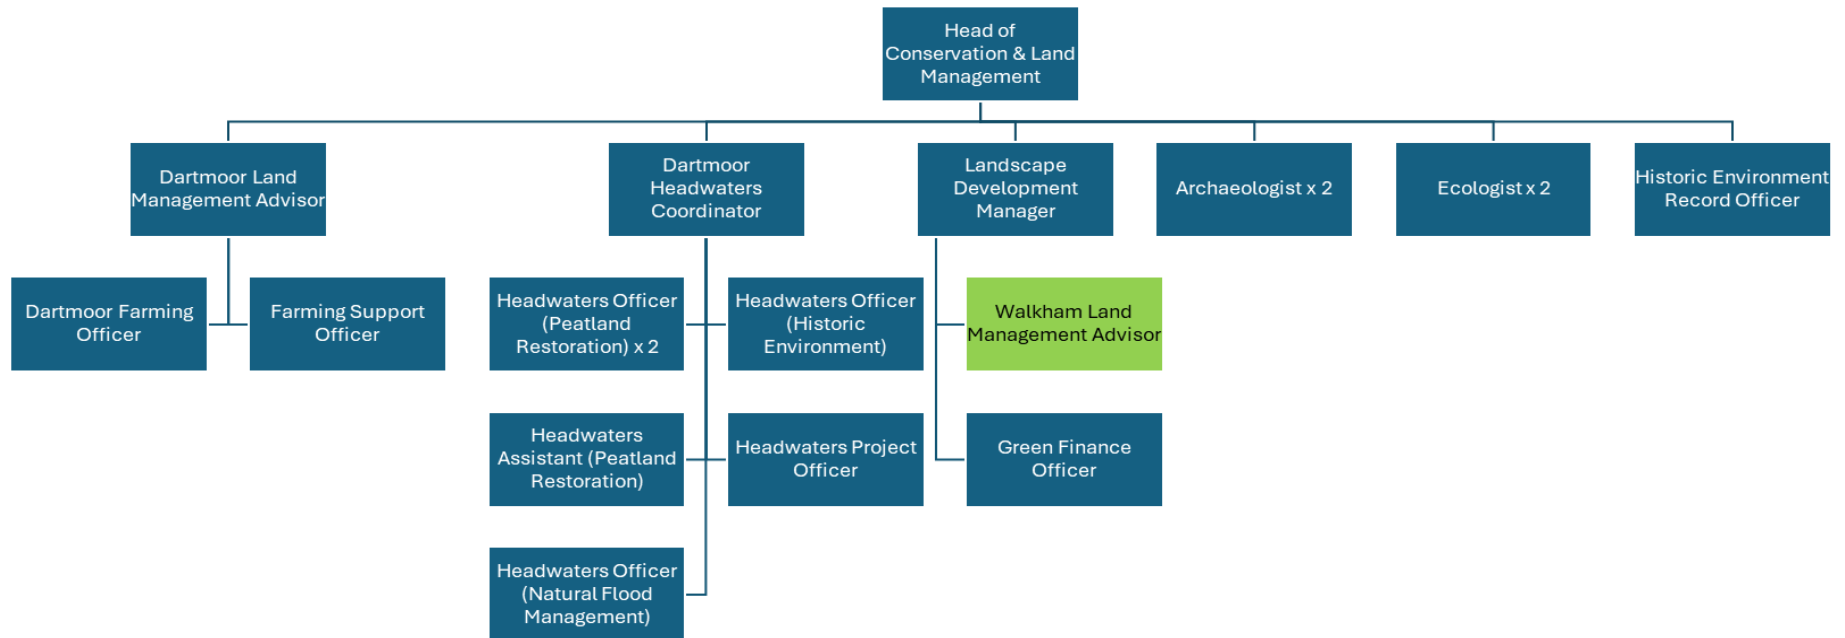 Head of
Conservation & Land
Management
Dartmoor Land
Management Advisor
Dartmoor
Headwaters
Coordinator
Landscape
Development
Manager
Archaeologist x 2
Ecologist x 2
Historic Environment
Record Officer
Dartmoor Farming
Officer
Farming Support
Officer
Headwaters Officer
(Peatland
Restoration) x 2
Headwaters Officer
(Historic
Environment)
Walkham Land
Management Advisor
Headwaters
Assistant (Peatland
Restoration)
Headwaters Project
Officer
Green Finance
Officer
Headwaters Officer
(Natural Flood
Management)